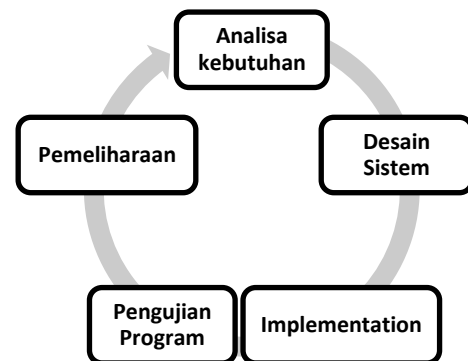 Analisa
kebutuhan
Desain
Sistem
Implementation
Pengujian
Program
Pemeliharaan